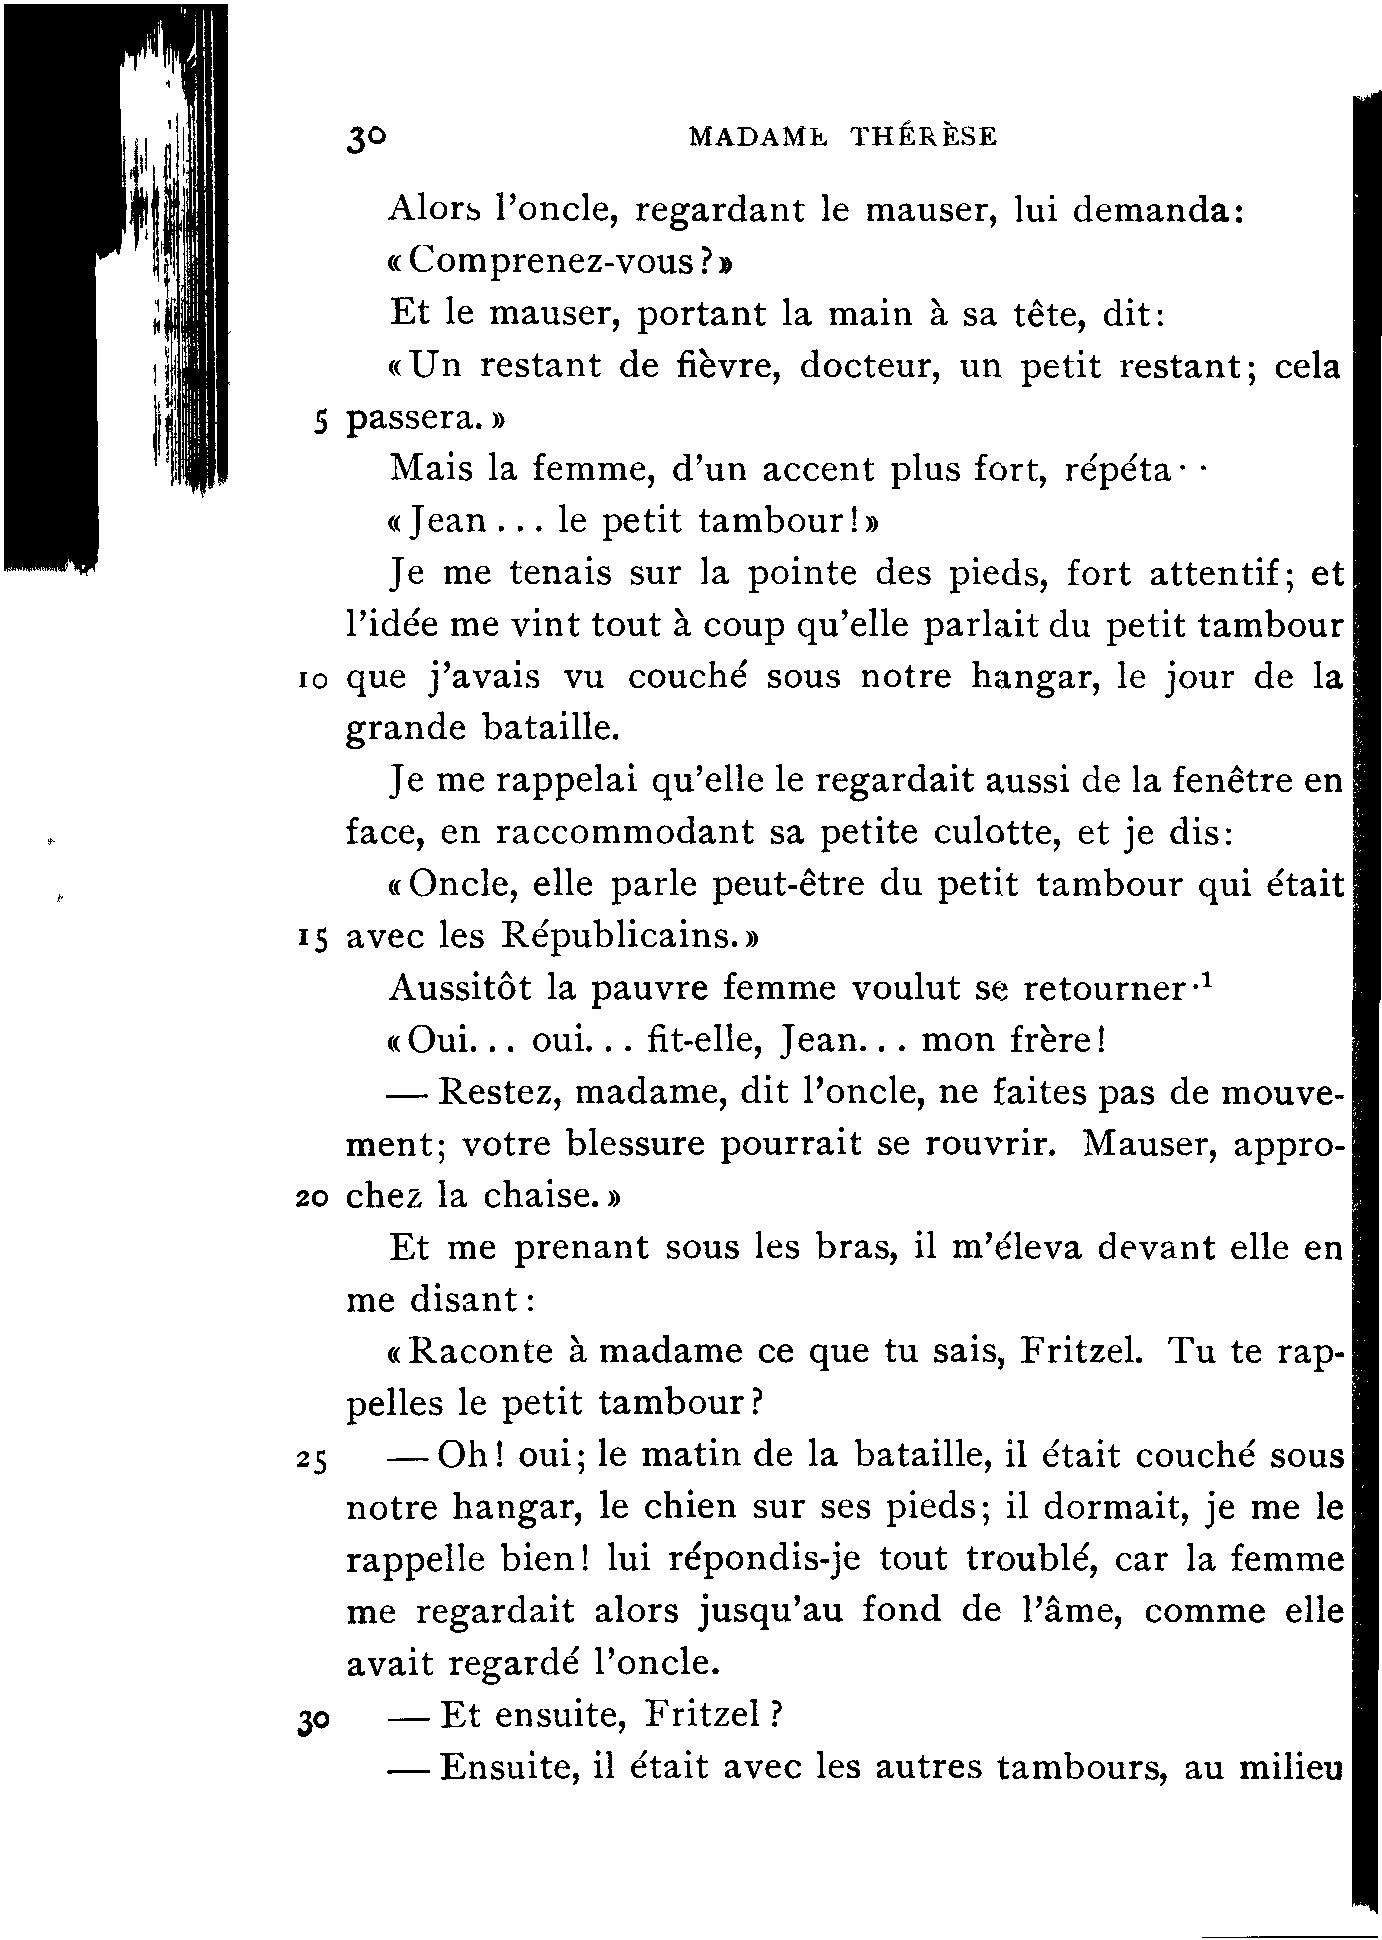 30 MADAME THÉRÈSE
Alors l'oncle, regardant le mauser, lui demanda:
«Comprenez-vous?»
Et le mauser, portant la main à sa tête, dit:
«Un restant de fièvre, docteur, un petit restant; cela
5 passera.»
Mais la femme, d'un accent plus fort, répéta· ·
«Jean... le petit tambour!»
Je me tenais sur la pointe des pieds, fort attentif; et
l'idée me vint tout à coup qu'elle parlait du petit tambour
10 que j'avais vu couché sous notre hangar, le jour de la
grande bataille.
Je me rappelai qu'elle le regardait aussi de la fenêtre en
face, en raccommodant sa petite culotte, et je dis:
«Oncle, elle parle peut-être du petit tambour qui était
15 avec les Républicains.»
Aussitôt la pauvre femme voulut se retourner·¹
«Oui... oui... fit-elle, Jean... mon frère!
— Restez, madame, dit l'oncle, ne faites pas de mouve-
ment; votre blessure pourrait se rouvrir. Mauser, appro-
20 chez la chaise.»
Et me prenant sous les bras, il m'éleva devant elle en
me disant:
«Raconte à madame ce que tu sais, Fritzel. Tu te rap-
pelles le petit tambour?
25 — Oh! oui; le matin de la bataille, il était couché sous
notre hangar, le chien sur ses pieds; il dormait, je me le
rappelle bien! lui répondis-je tout troublé, car la femme
me regardait alors jusqu'au fond de l'âme, comme elle
avait regardé l'oncle.
30 — Et ensuite, Fritzel?
— Ensuite, il était avec les autres tambours, au milieu